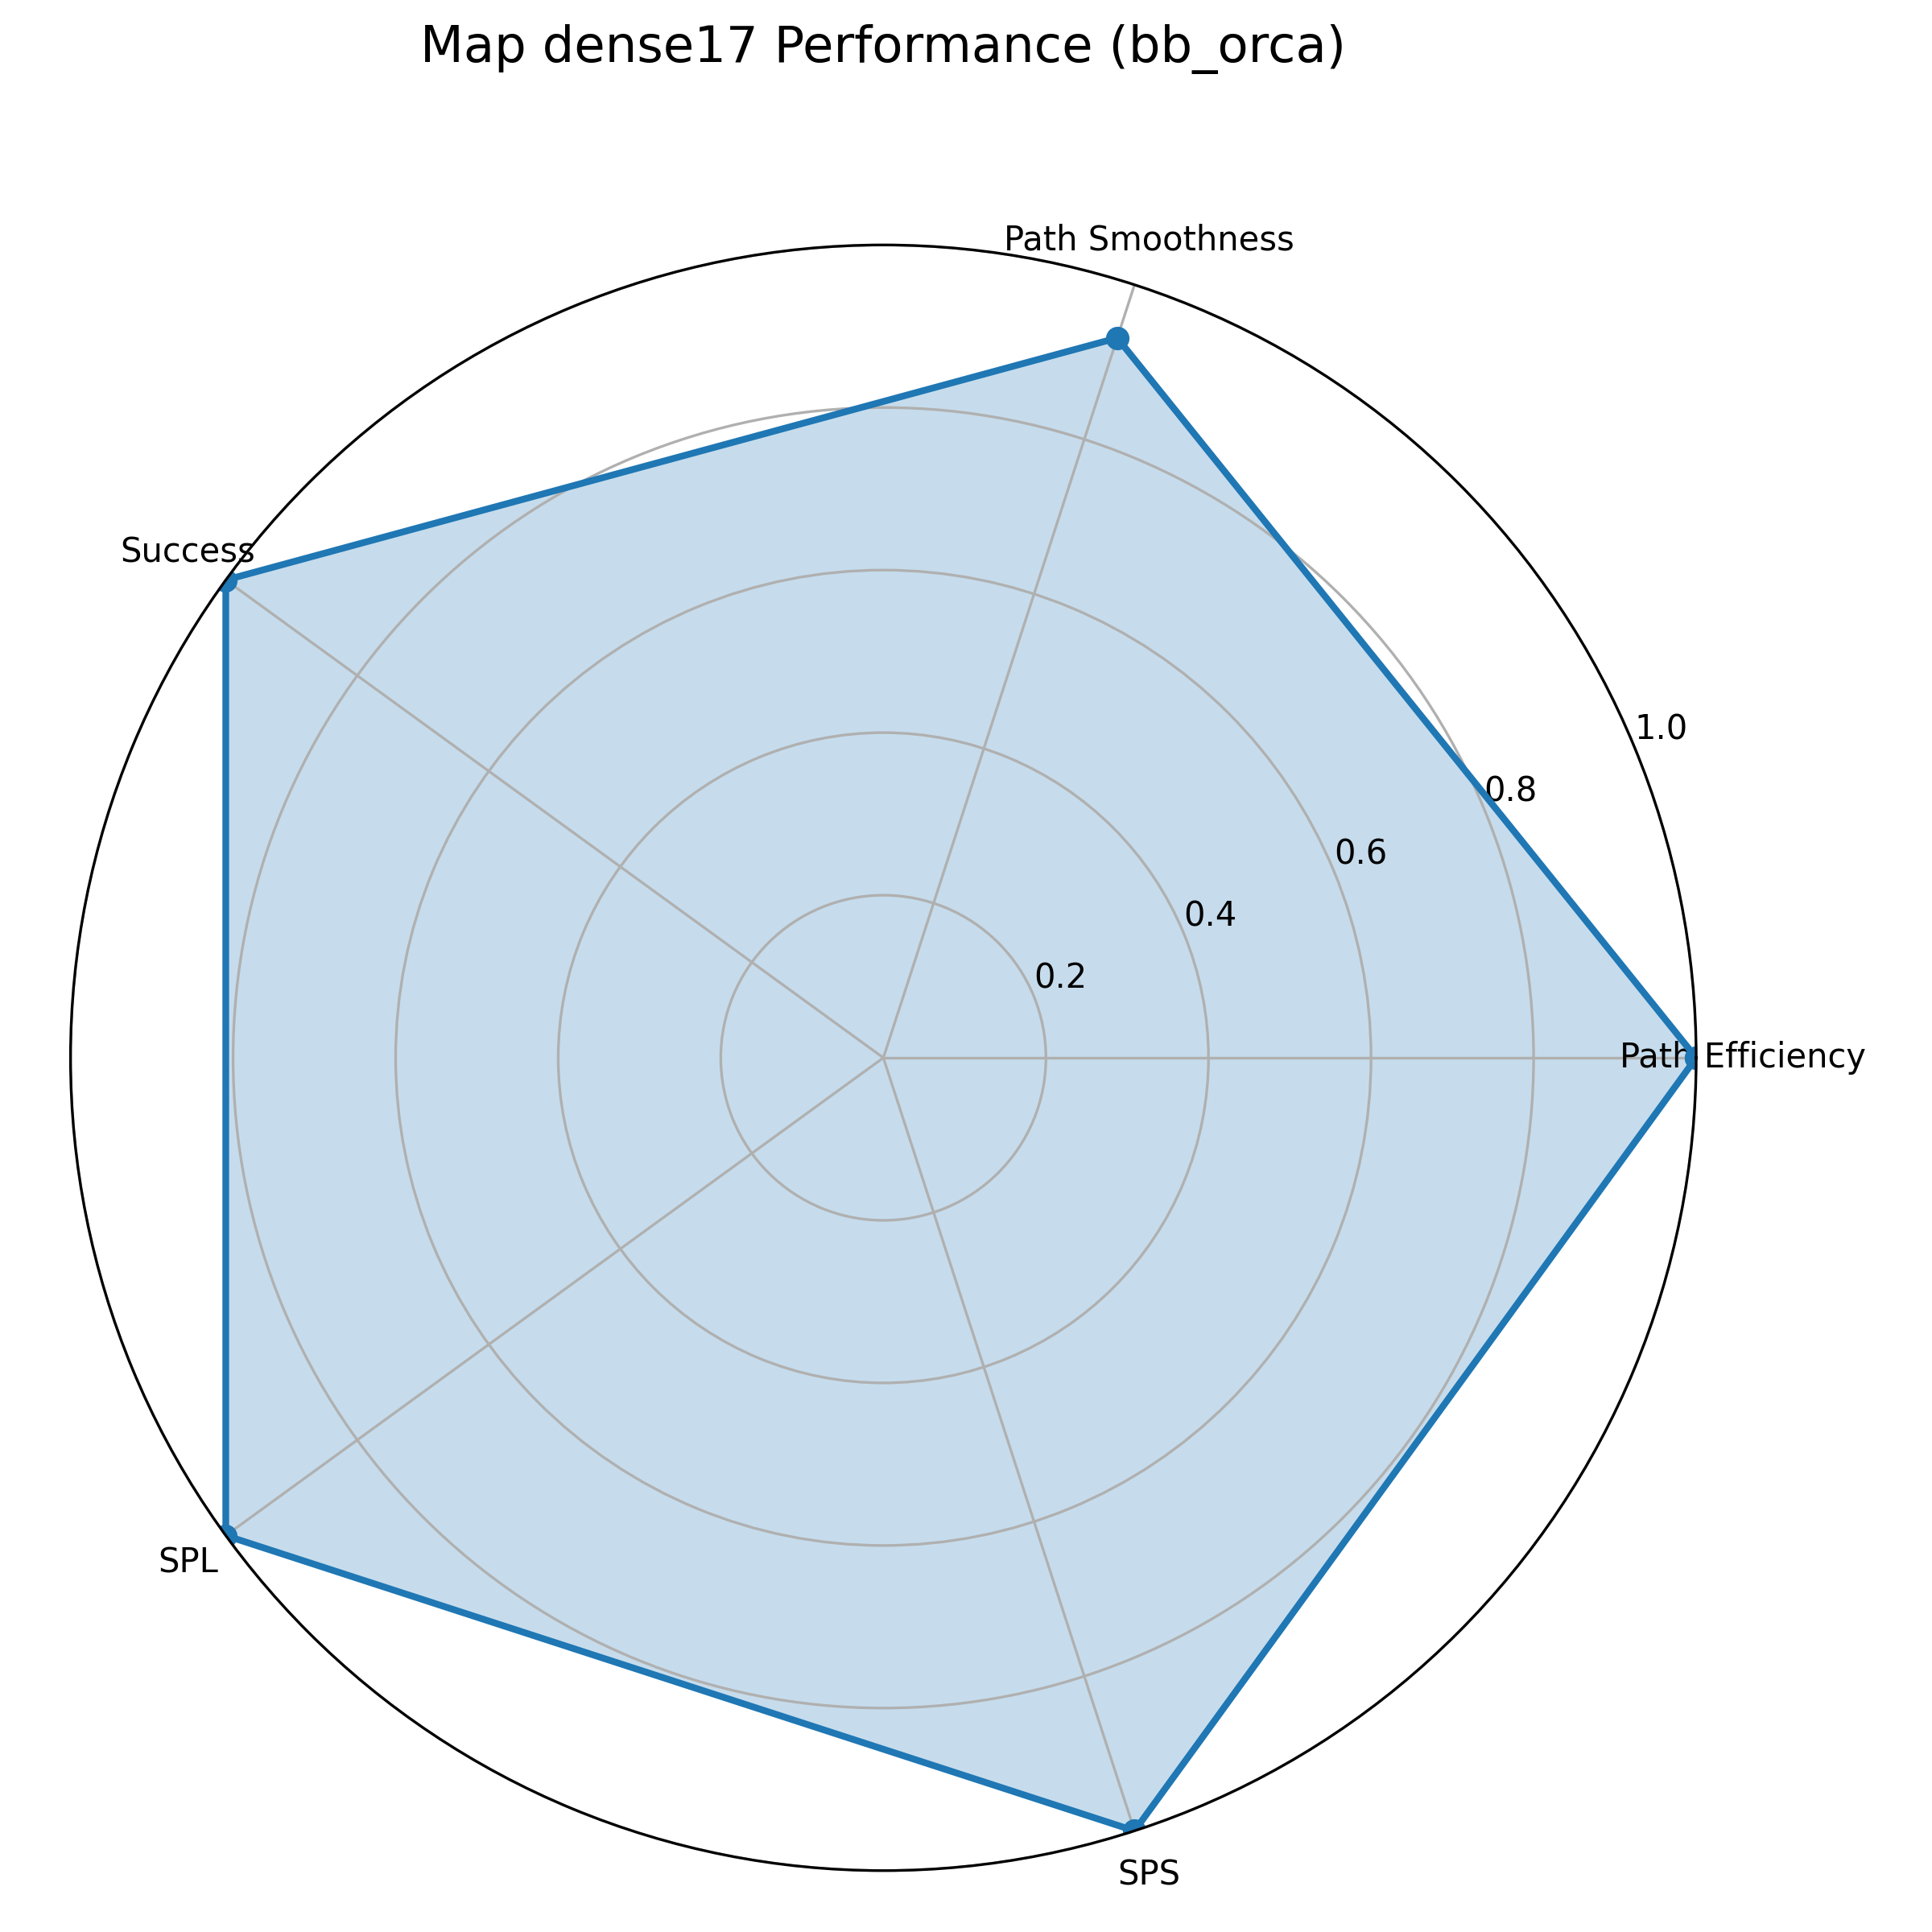 Map dense17 Performance (bb_orca)
Path Smoothness
Success
1.0
0.8
0.6
0.4
0.2
Path Efficiency
SPL
SPS